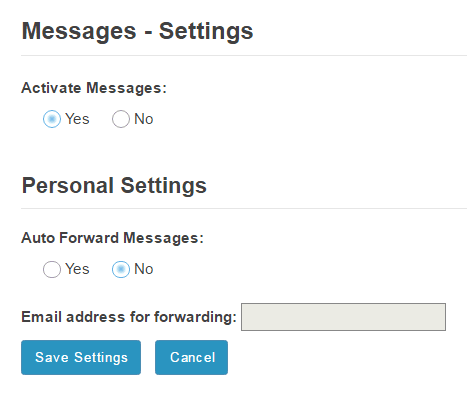 Messages - Settings
Activate Messages:
Yes No
Personal Settings
Auto Forward Messages:
Yes No
Email address for forwarding:
Save Settings Cancel